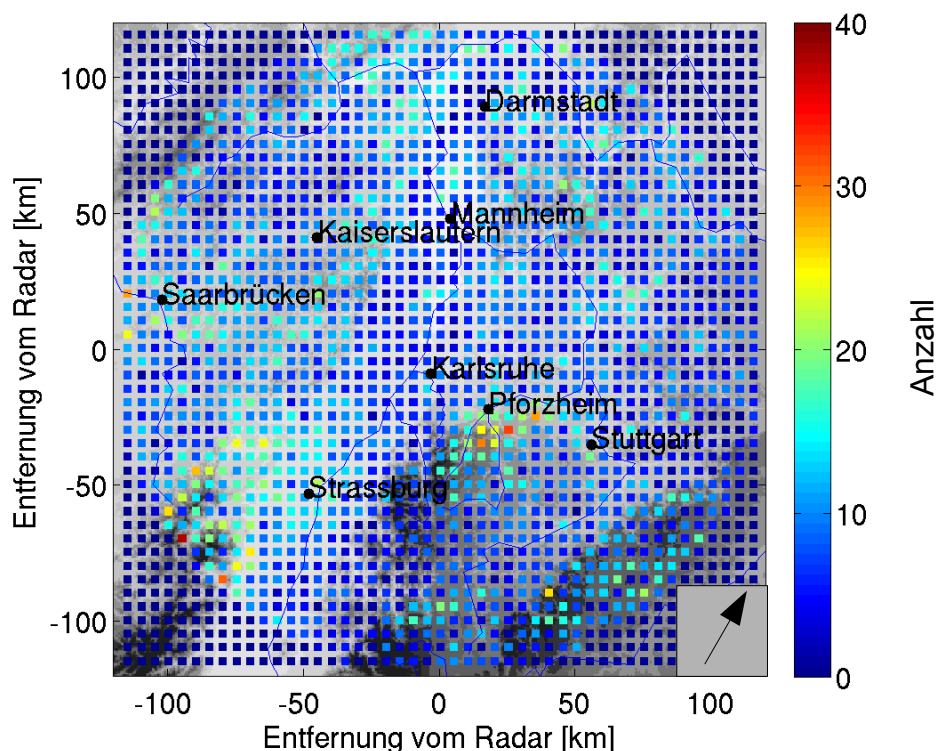 40
30
20
10
0
Anzahl
100
50
0
-50
-100
Entfernung vom Radar [km]
Darmstadt
Mannheim
Kaiserslautern
Saarbrücken
Karlsruhe
Pforzheim
Stuttgart
Strassburg
-100 -50 0 50 100
Entfernung vom Radar [km]